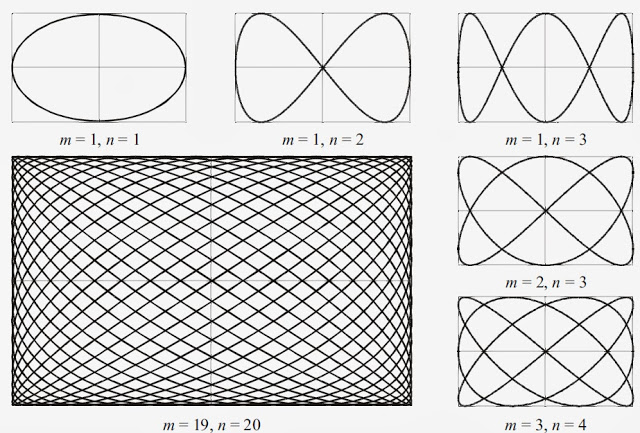 m = 1, n = 1
m = 1, n = 2
m = 1, n = 3
m = 2, n = 3
m = 19, n = 20
m = 3, n = 4